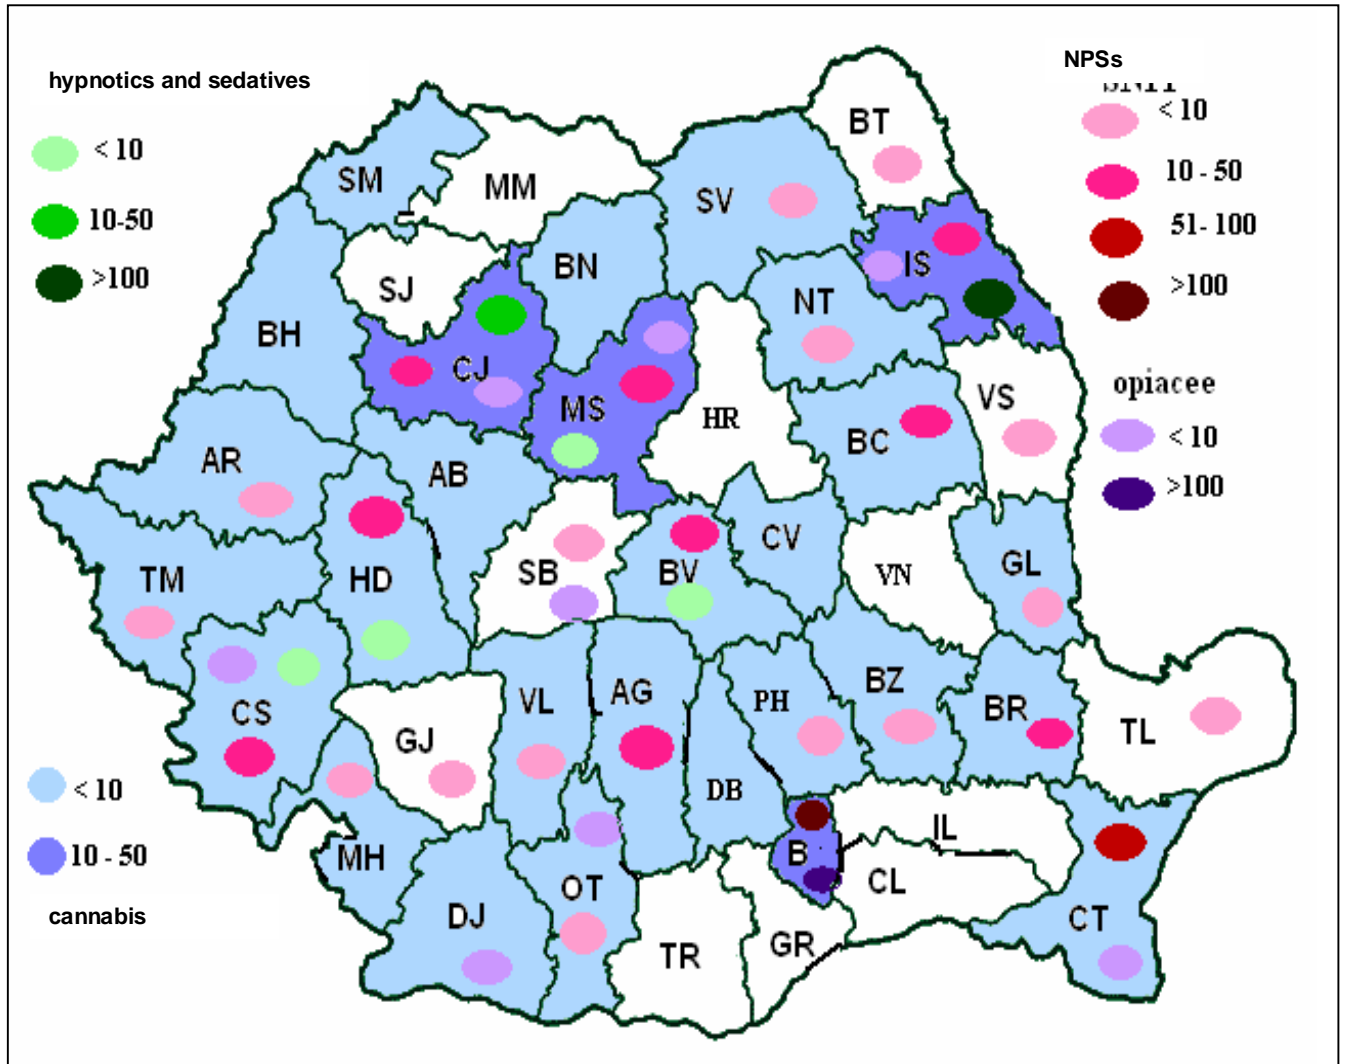 hypnotics and sedatives
< 10
10-50
>100
NPSs
< 10
10 - 50
51- 100
>100
opiacee
< 10
>100
BT
SM
MM
SV
IS
BN
SJ
NT
BH
CJ
VS
MS
HR
BC
AR
AB
CV
GL
TM
HD
SB
BV
VN
BZ
CS
VL
AG
PH
BR
TL
GJ
DB
IL
MH
B
CL
OT
DJ
CT
TR
GR
< 10
10 - 50
cannabis